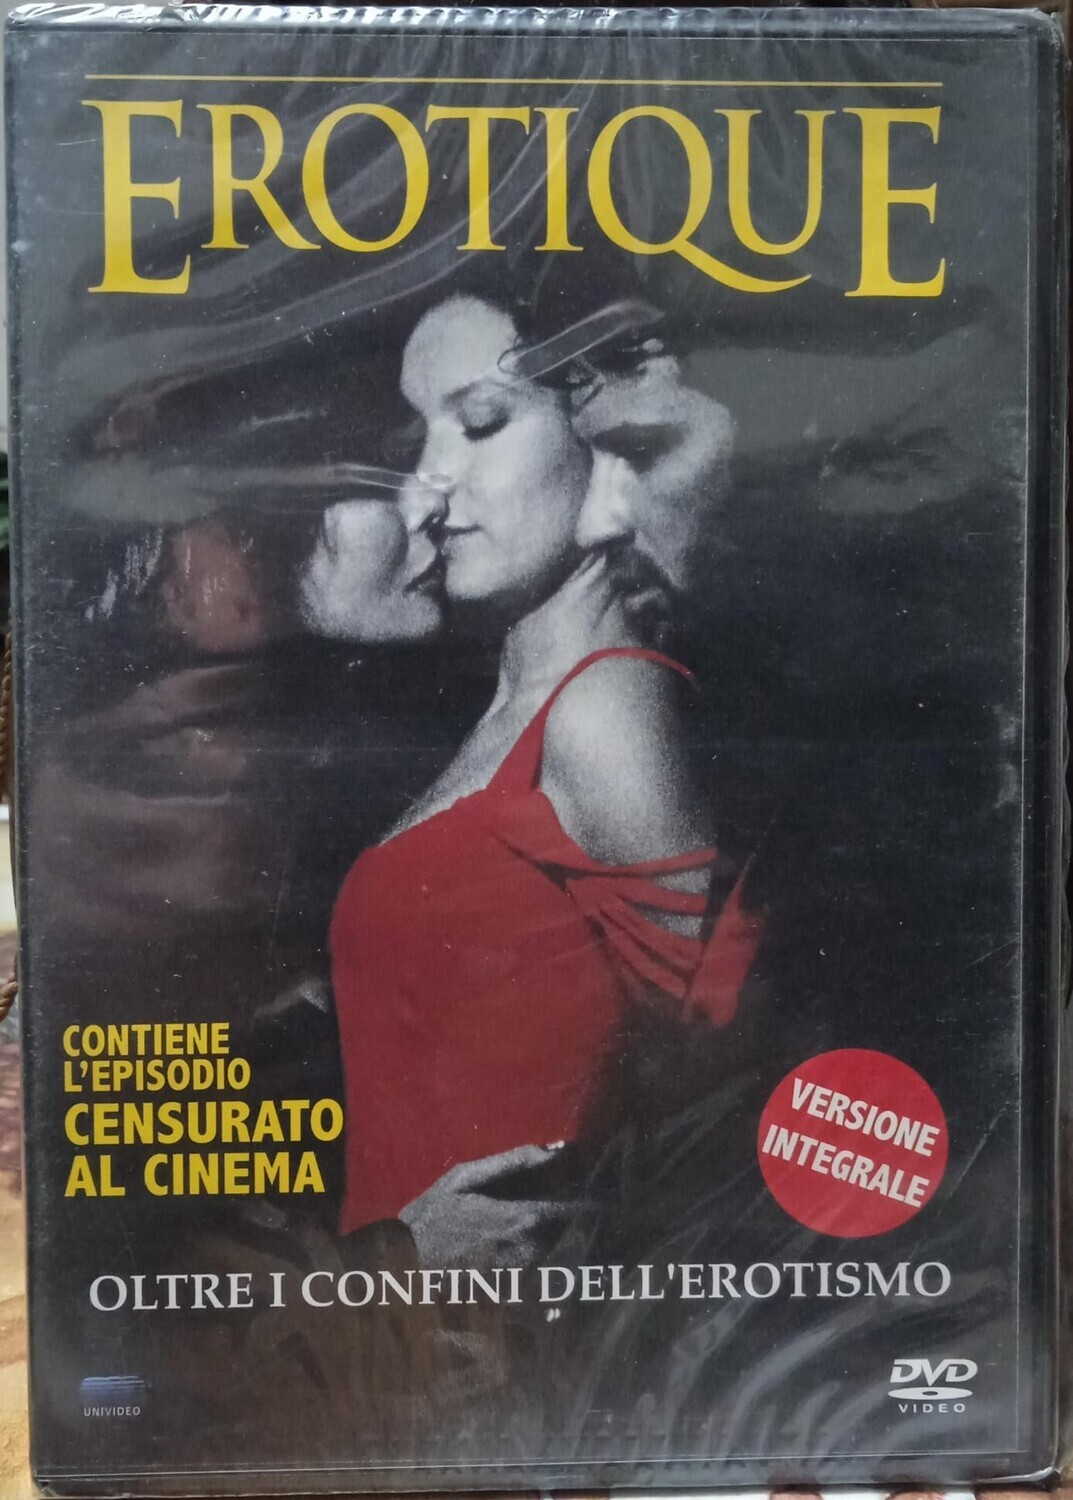 EROTIQUE
CONTIENE
L'EPISODIO
CENSURATO
AL CINEMA
VERSIONE
INTEGRALE
OLTRE I CONFINI DELL'EROTISMO
UNIVIDEO
DVD
VIDEO